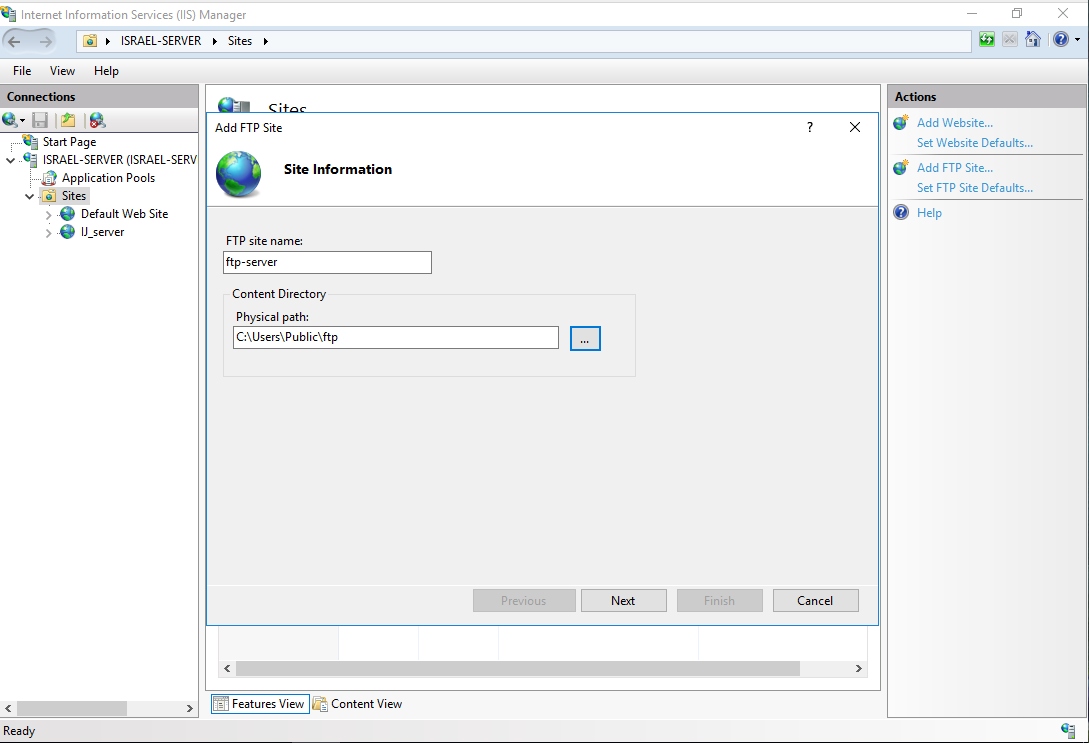 Internet Information Services (IIS) Manager
ISRAEL-SERVER
Sites
File
View
Help
Connections
Start Page
ISRAEL-SERVER (ISRAEL-SERV
Application Pools
Sites
Default Web Site
IJ_server
Sites
Add FTP Site
?
Site Information
FTP site name:
ftp-server
Content Directory
Physical path:
C:\Users\Public\ftp
...
Previous
Next
Finish
Cancel
Features View
Content View
Actions
Add Website...
Set Website Defaults...
Add FTP Site...
Set FTP Site Defaults...
Help
Ready